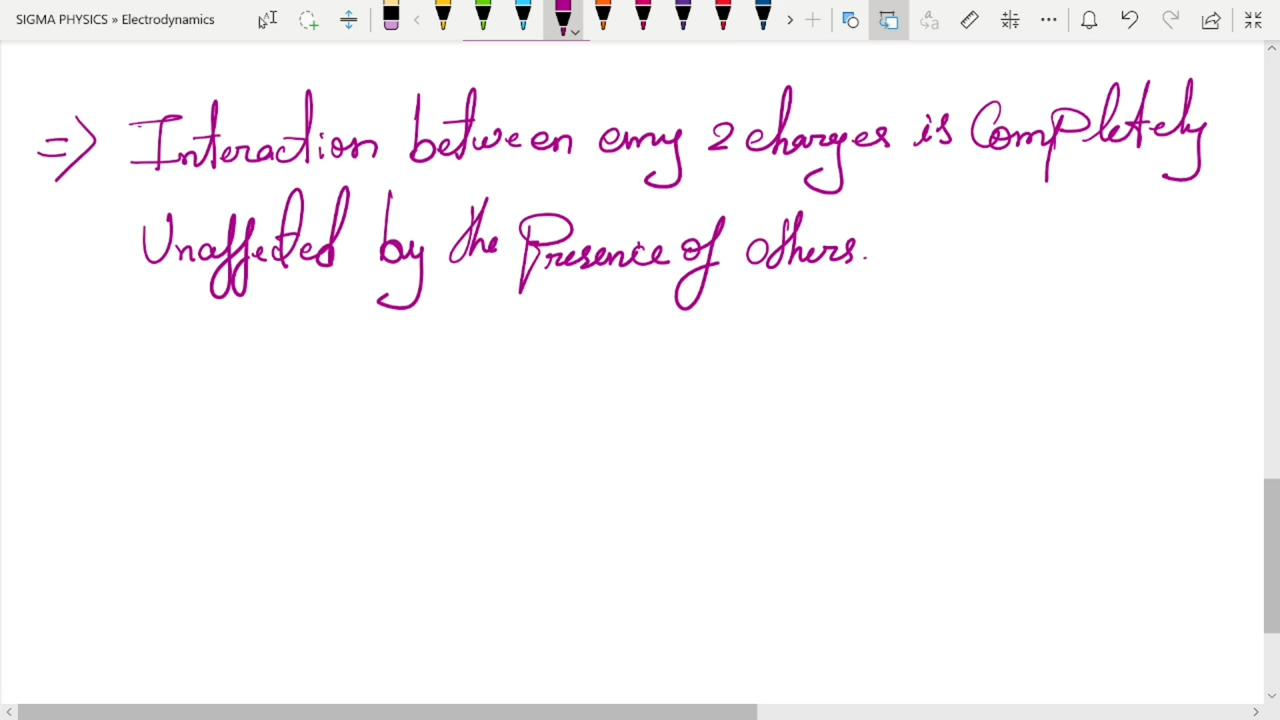 SIGMA PHYSICS » Electrodynamics
=> Interaction between any 2 charges is Completely
Unaffected by the Presence of others.